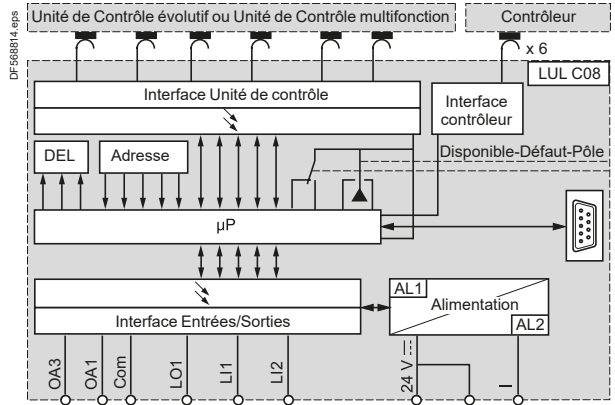 DF568814.eps
Unité de Contrôle évolutif ou Unité de Contrôle multifonction
Contrôleur
x 6
LUL C08
Interface Unité de contrôle
Interface
contrôleur
DEL
Adresse
Disponible-Défaut-Pôle
µP
Interface Entrées/Sorties
AL1
Alimentation
AL2
OA3
OA1
Com
LO1
LI1
LI2
24 V
I